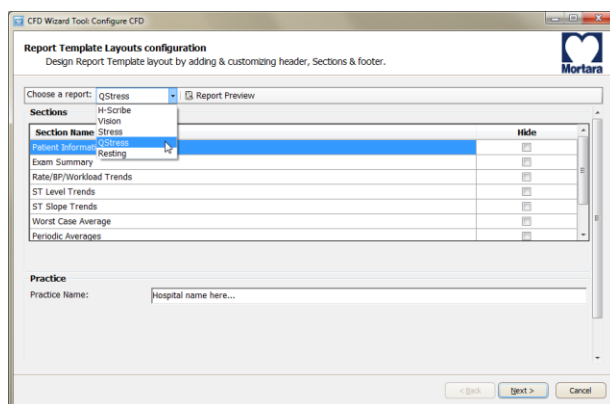 CFD Wizard Tool: Configure CFD
Report Template Layouts configuration
Design Report Template layout by adding & customizing header, Sections & footer.
Mortara
Choose a report: QStress Report Preview
H-Scribe
Vision
Stress
QStress
Resting
Sections
Section Name Hide
Patient Informati
Exam Summary
Rate/BP/Workload Trends
ST Level Trends
ST Slope Trends
Worst Case Average
Periodic Averages
Practice
Practice Name: Hospital name here...
< Back Next > Cancel